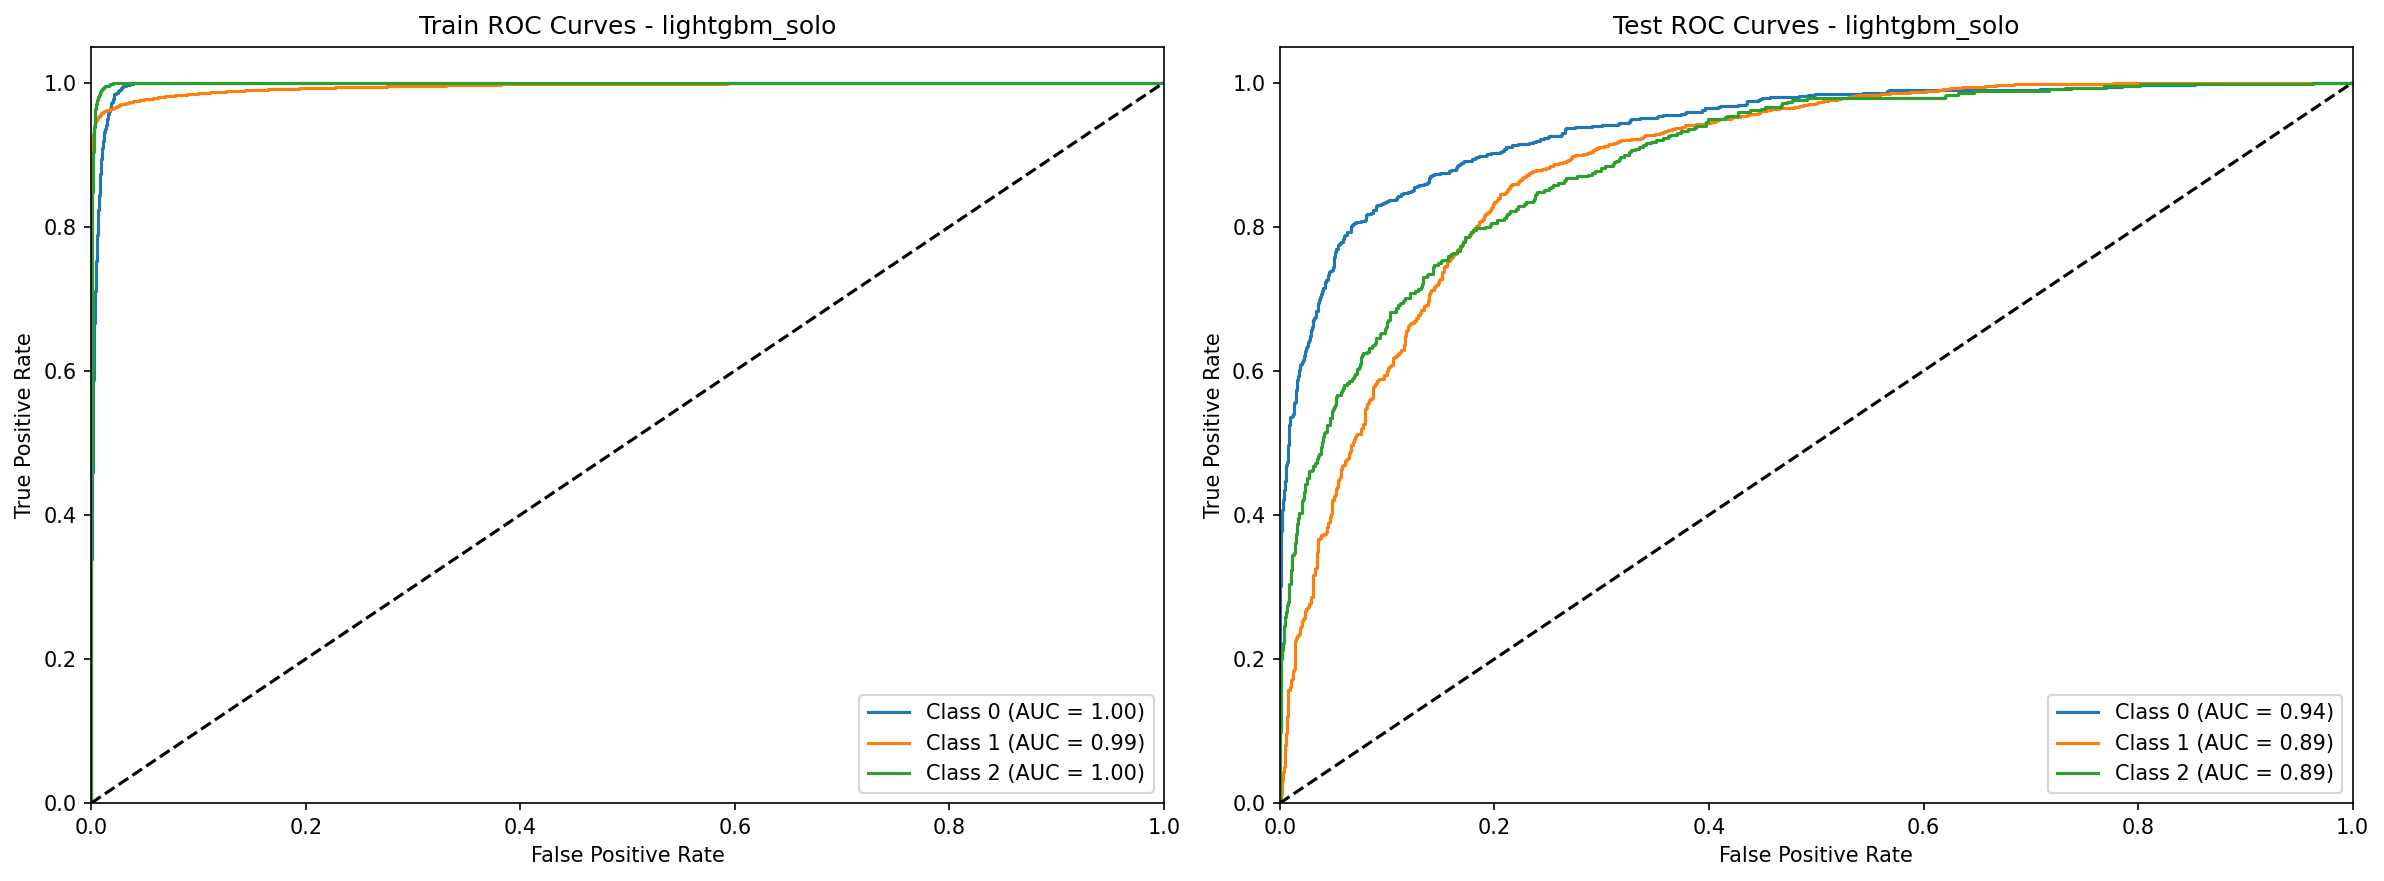 Train ROC Curves - lightgbm_solo
True Positive Rate
1.0
0.8
0.6
0.4
0.2
0.0
Class 0 (AUC = 1.00)
Class 1 (AUC = 0.99)
Class 2 (AUC = 1.00)
0.0 0.2 0.4 0.6 0.8 1.0
False Positive Rate
Test ROC Curves - lightgbm_solo
True Positive Rate
1.0
0.8
0.6
0.4
0.2
0.0
Class 0 (AUC = 0.94)
Class 1 (AUC = 0.89)
Class 2 (AUC = 0.89)
0.0 0.2 0.4 0.6 0.8 1.0
False Positive Rate